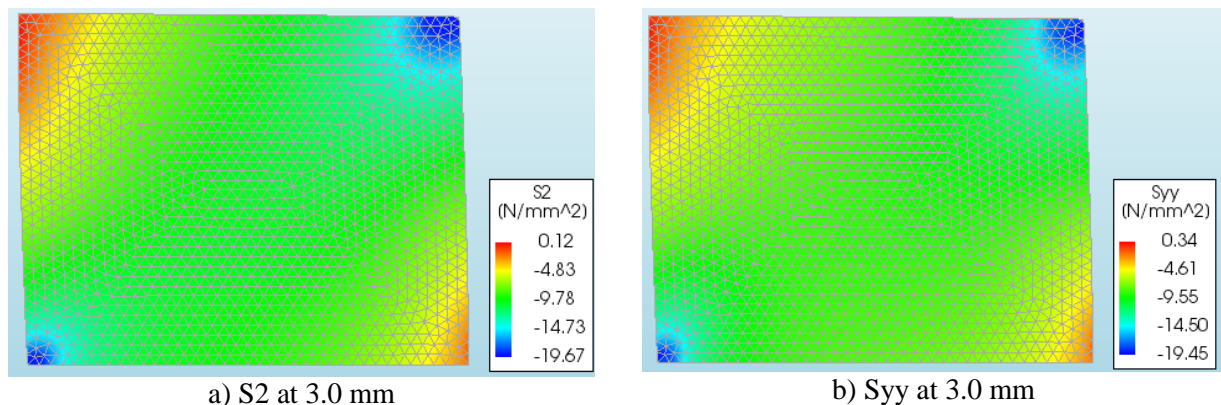 S2
(N/mm^2)
0.12
-4.83
-9.78
-14.73
-19.67
a) S2 at 3.0 mm
Syy
(N/mm^2)
0.34
-4.61
-9.55
-14.50
-19.45
b) Syy at 3.0 mm